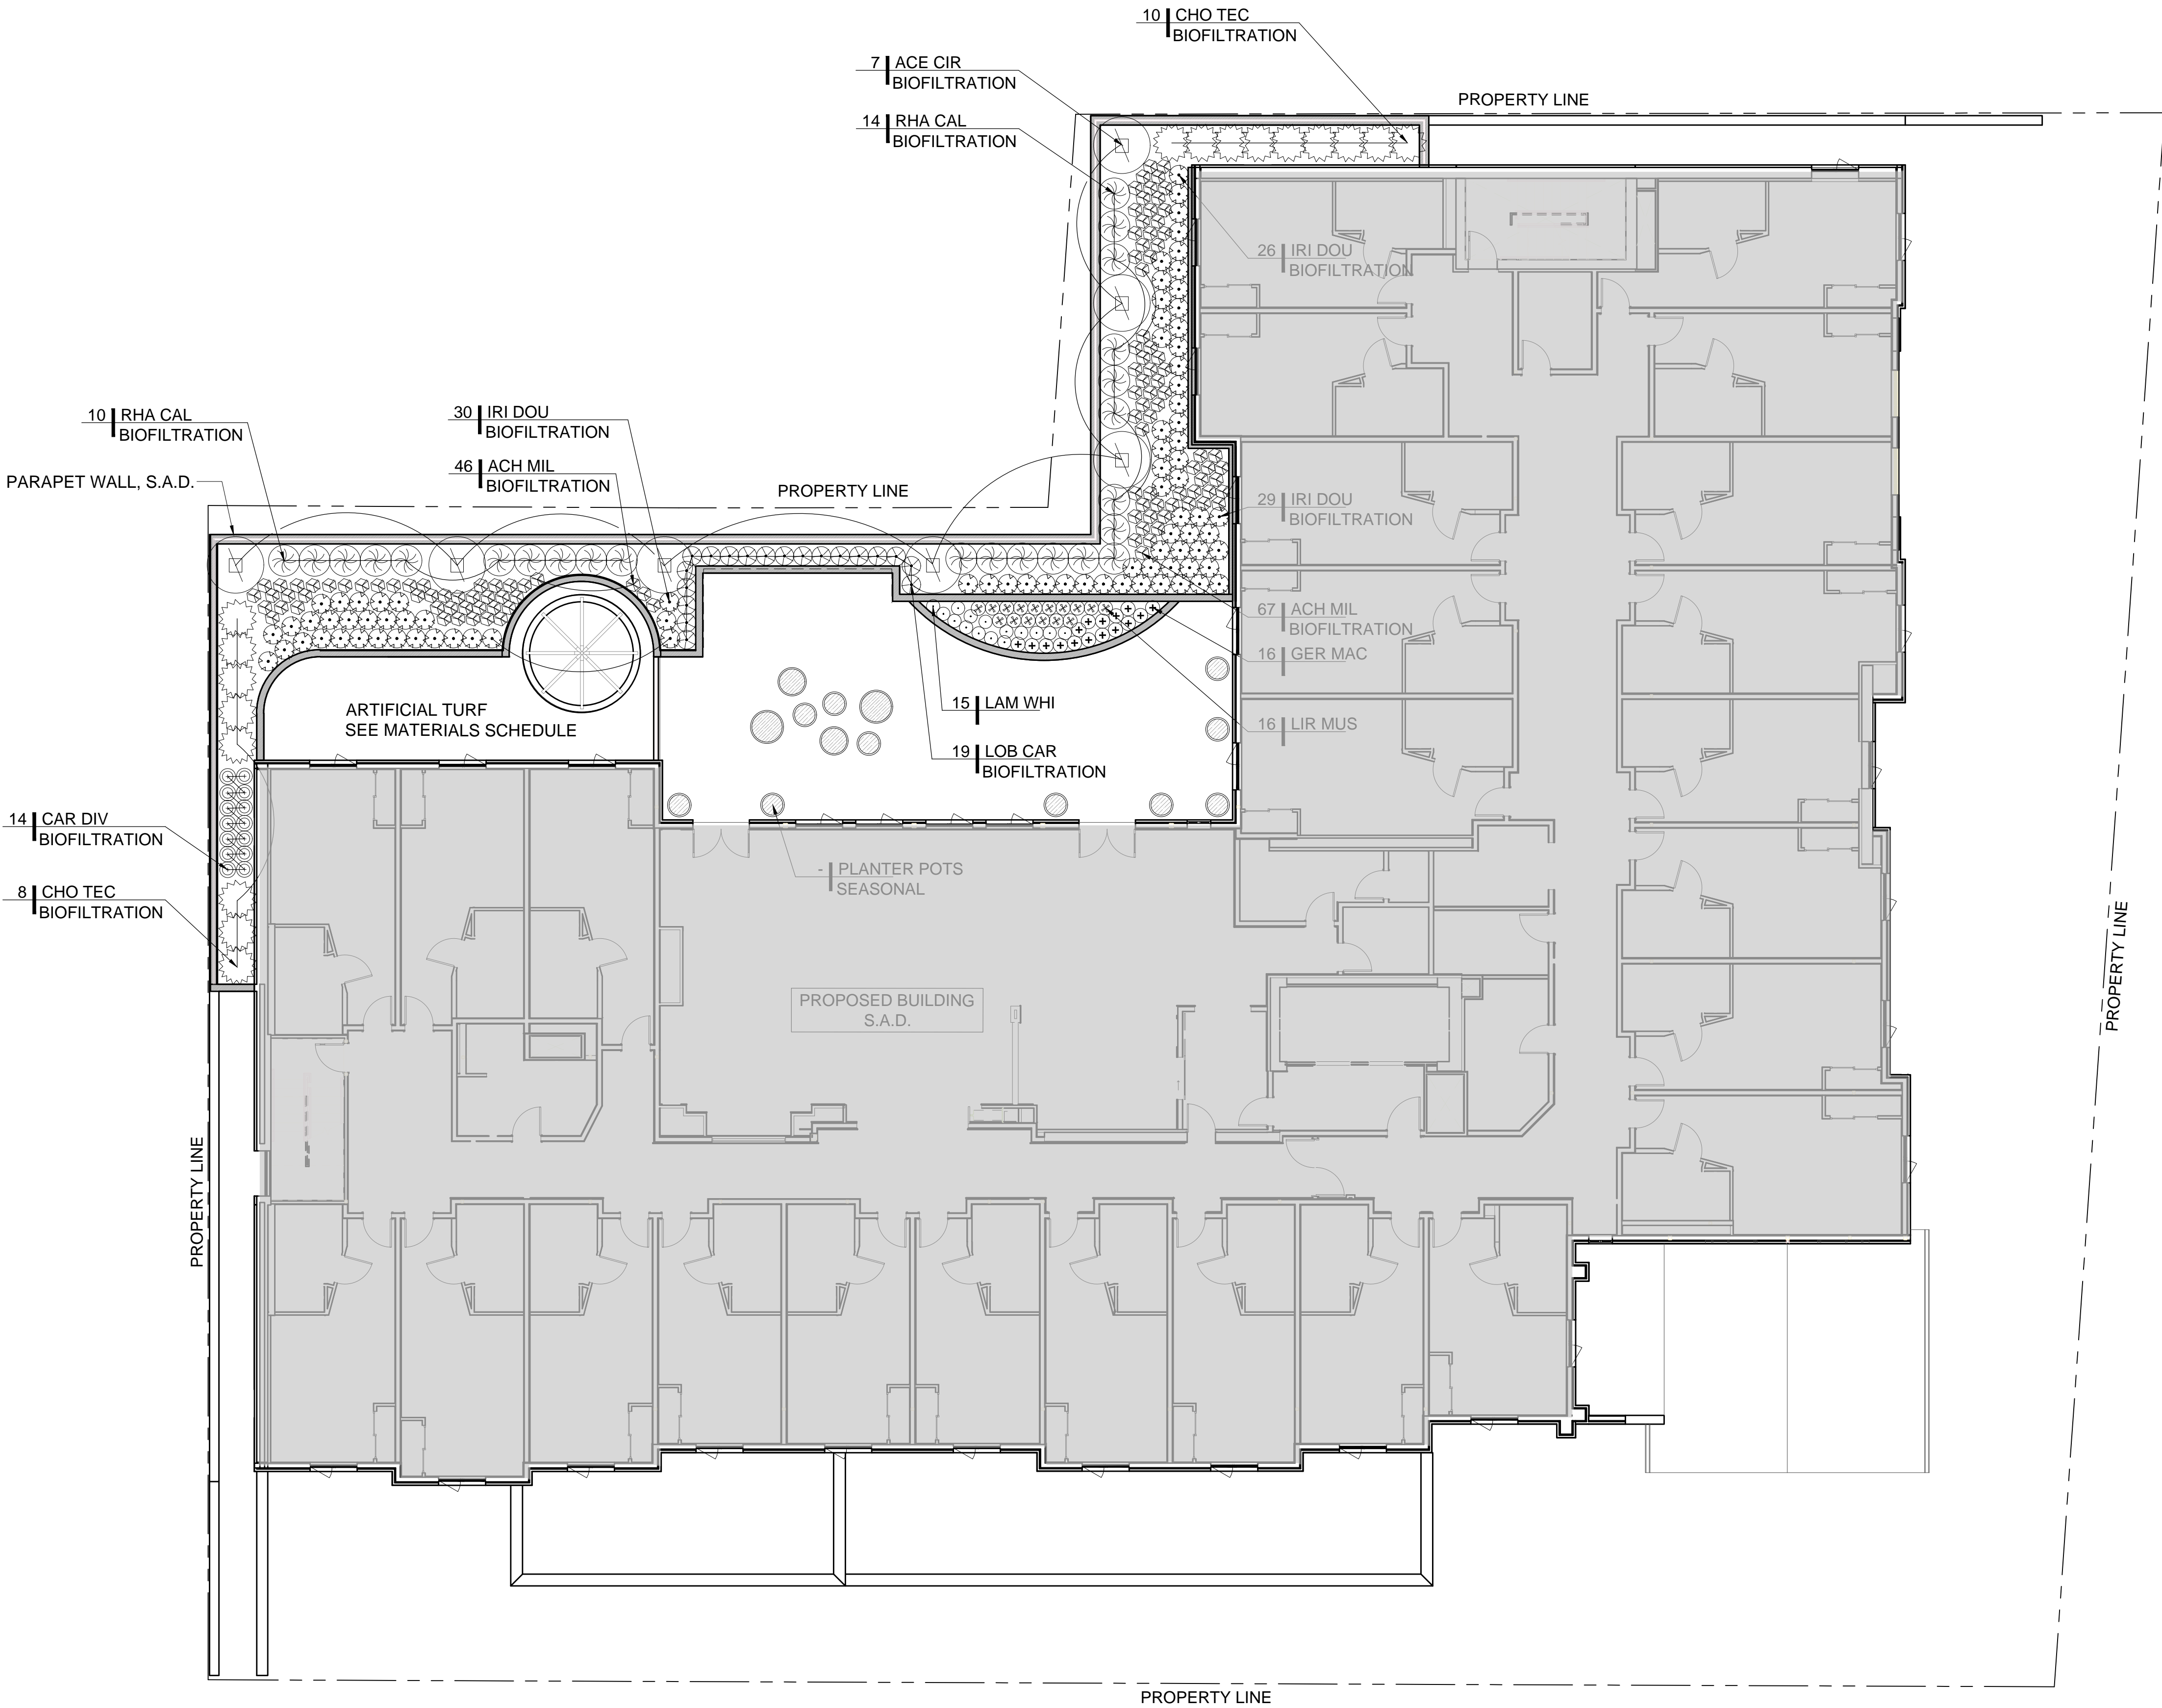 10 CHO TEC
BIOFILTRATION
7 ACE CIR
BIOFILTRATION
PROPERTY LINE
14 RHA CAL
BIOFILTRATION
26 IRI DOU
BIOFILTRATION
10 RHA CAL
BIOFILTRATION
30 IRI DOU
BIOFILTRATION
46 ACH MIL
BIOFILTRATION
PARAPET WALL, S.A.D.
PROPERTY LINE
29 IRI DOU
BIOFILTRATION
67 ACH MIL
BIOFILTRATION
16 GER MAC
15 LAM WHI
16 LIR MUS
ARTIFICIAL TURF
SEE MATERIALS SCHEDULE
19 LOB CAR
BIOFILTRATION
14 CAR DIV
BIOFILTRATION
- PLANTER POTS
SEASONAL
8 CHO TEC
BIOFILTRATION
PROPOSED BUILDING
S.A.D.
PROPERTY LINE
PROPERTY LINE
PROPERTY LINE